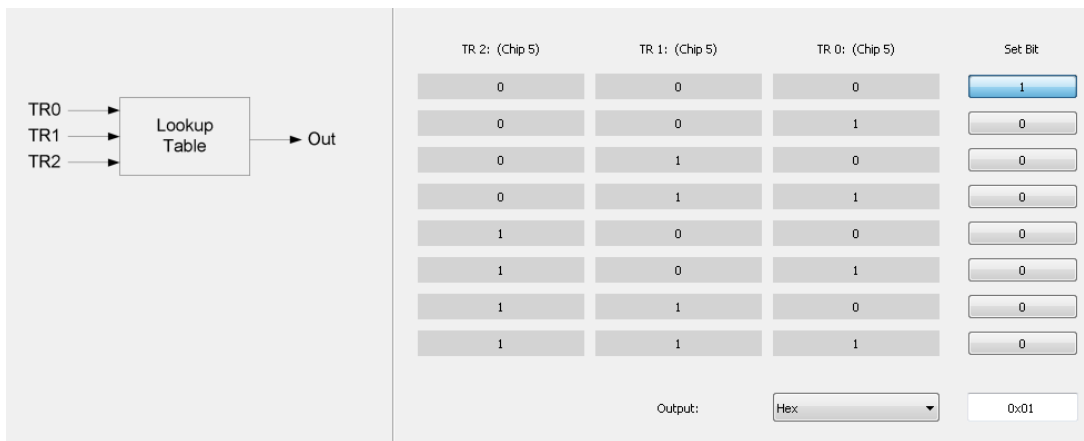 TR0
TR1
TR2
Lookup
Table
Out
TR 2: (Chip 5) TR 1: (Chip 5) TR 0: (Chip 5) Set Bit
0 0 0 1
0 0 1 0
0 1 0 0
0 1 1 0
1 0 0 0
1 0 1 0
1 1 0 0
1 1 1 0
Output: Hex 0x01